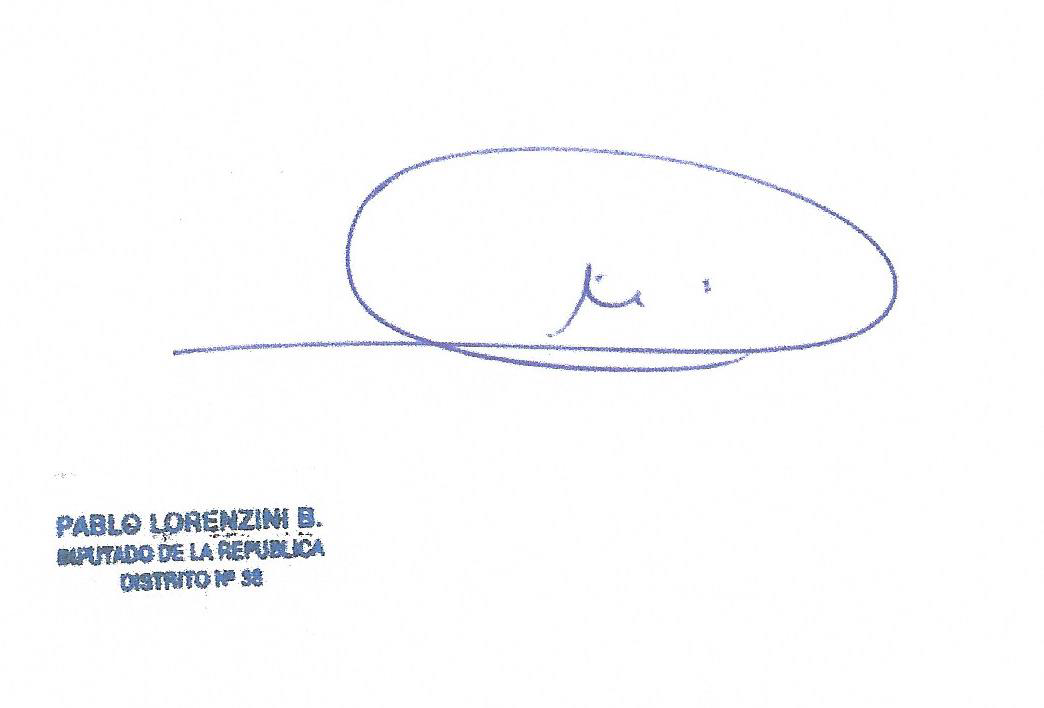 PABLO LORENZINI B.
DIPUTADO DE LA REPUBLICA
DISTRITO Nº 38